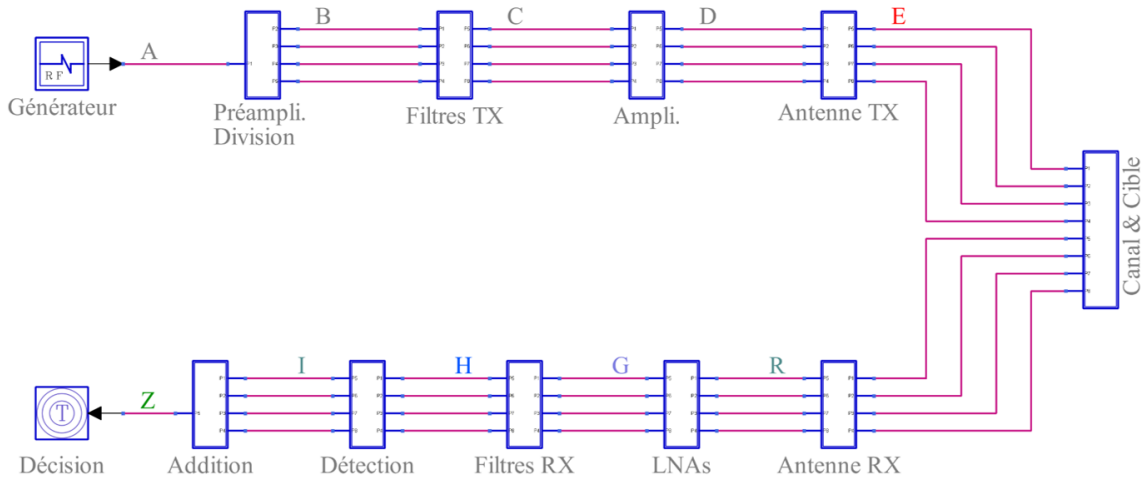 A
B
C
D
E
RF
Générateur
Préampli.
Division
Filtres TX
Ampli.
Antenne TX
Canal & Cible
Z
I
H
G
R
T
Décision
Addition
Détection
Filtres RX
LNAs
Antenne RX